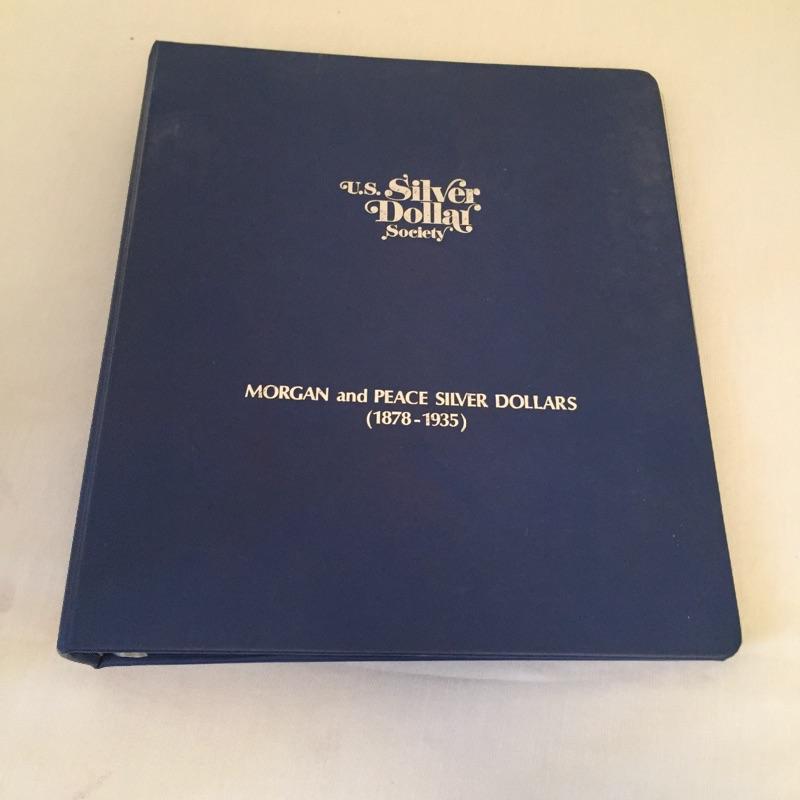 U.S. Silver
Dollar
Society
MORGAN and PEACE SILVER DOLLARS
(1878-1935)